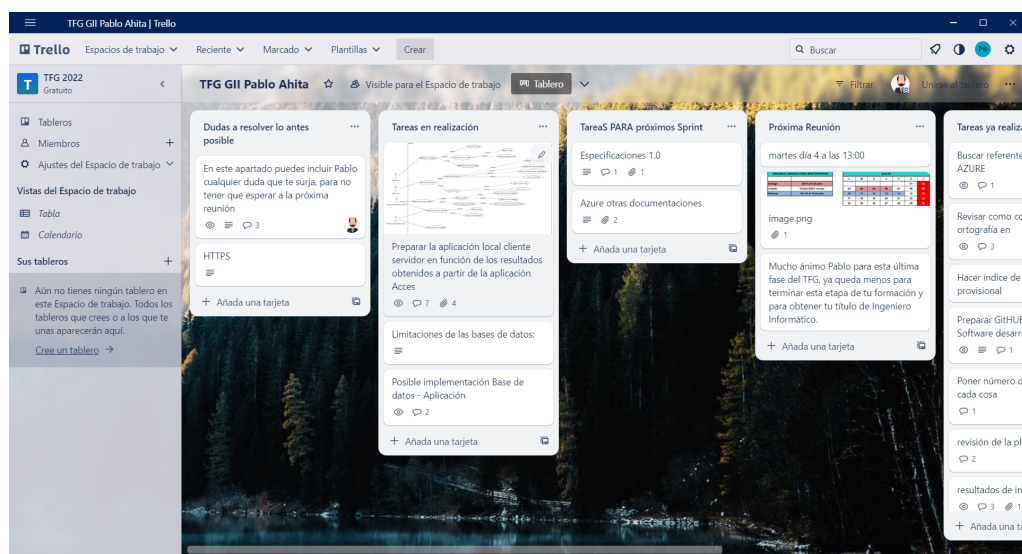 TFG GII Pablo Ahita | Trello
Trello Espacios de trabajo Reciente Marcado Plantillas Crear Buscar PB
T TFG 2022
Gratuito
TFG GII Pablo Ahita Visible para el Espacio de trabajo Tablero Filtrar Unirse al tablero
Tableros
Miembros
Ajustes del Espacio de trabajo
Vistas del Espacio de trabajo
Tabla
Calendario
Sus tableros
Aún no tienes ningún tablero en
este Espacio de trabajo. Todos los
tableros que crees o a los que te
unas aparecerán aquí.
Cree un tablero
Dudas a resolver lo antes
posible
En este apartado puedes incluir Pablo
cualquier duda que te surja, para no
tener que esperar a la próxima
reunión
3
HTTPS
Añada una tarjeta
Tareas en realización
Preparar la aplicación local cliente
servidor en función de los resultados
obtenidos a partir de la aplicación
Acces
7 4
Limitaciones de las bases de datos:
Posible implementación Base de
datos - Aplicación
2
Añada una tarjeta
TareaS PARA próximos Sprint
Especificaciones 1.0
1 1
Azure otras documentaciones
2
Añada una tarjeta
Próxima Reunión
martes día 4 a las 13:00
image.png
1
Mucho ánimo Pablo para esta última
fase del TFG, ya queda menos para
terminar esta etapa de tu formación y
para obtener tu título de Ingeniero
Informático.
Añada una tarjeta
Tareas ya realiza
Buscar referente
AZURE
1
Revisar como co
ortografía en
3
Hacer índice de
provisional
Preparar GitHUB
Software desarr
1
Poner número d
cada cosa
1
revisión de la pl
2
resultados de in
3 1
Añada una ta